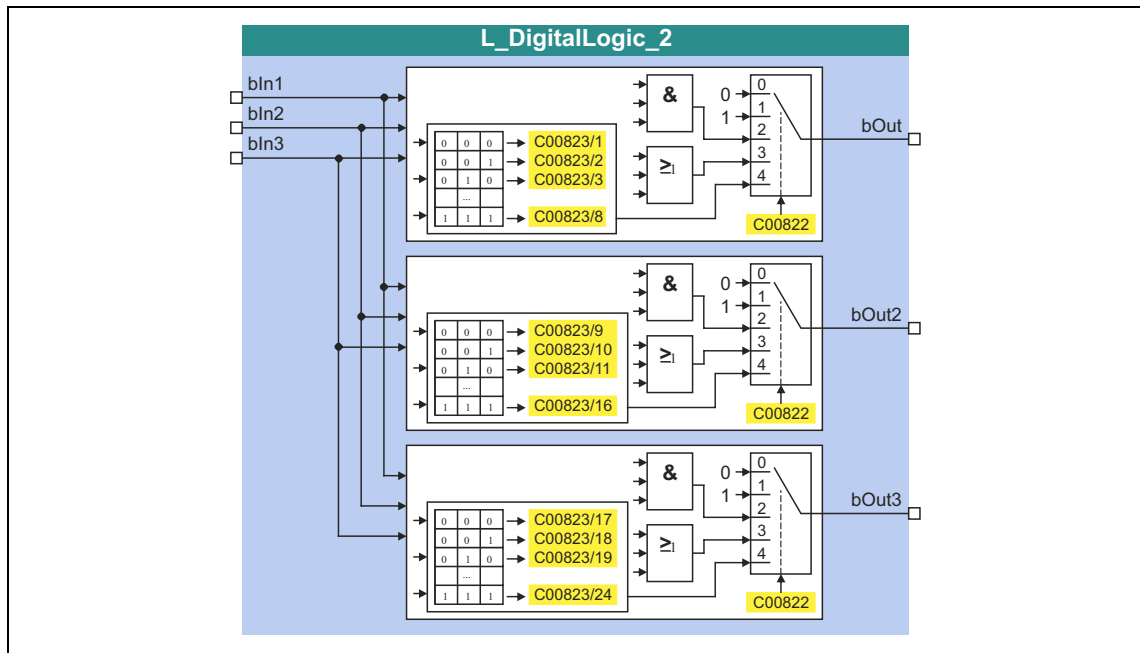 L_DigitalLogic_2
bIn1
bIn2
bIn3
& 0 0
1 1
2 bOut
0 0 0 C00823/1
0 0 1 C00823/2
0 1 0 C00823/3
...
1 1 1 C00823/8
≥1 3
4
C00822
& 0 0
1 1
2 bOut2
0 0 0 C00823/9
0 0 1 C00823/10
0 1 0 C00823/11
...
1 1 1 C00823/16
≥1 3
4
C00822
& 0 0
1 1
2 bOut3
0 0 0 C00823/17
0 0 1 C00823/18
0 1 0 C00823/19
...
1 1 1 C00823/24
≥1 3
4
C00822